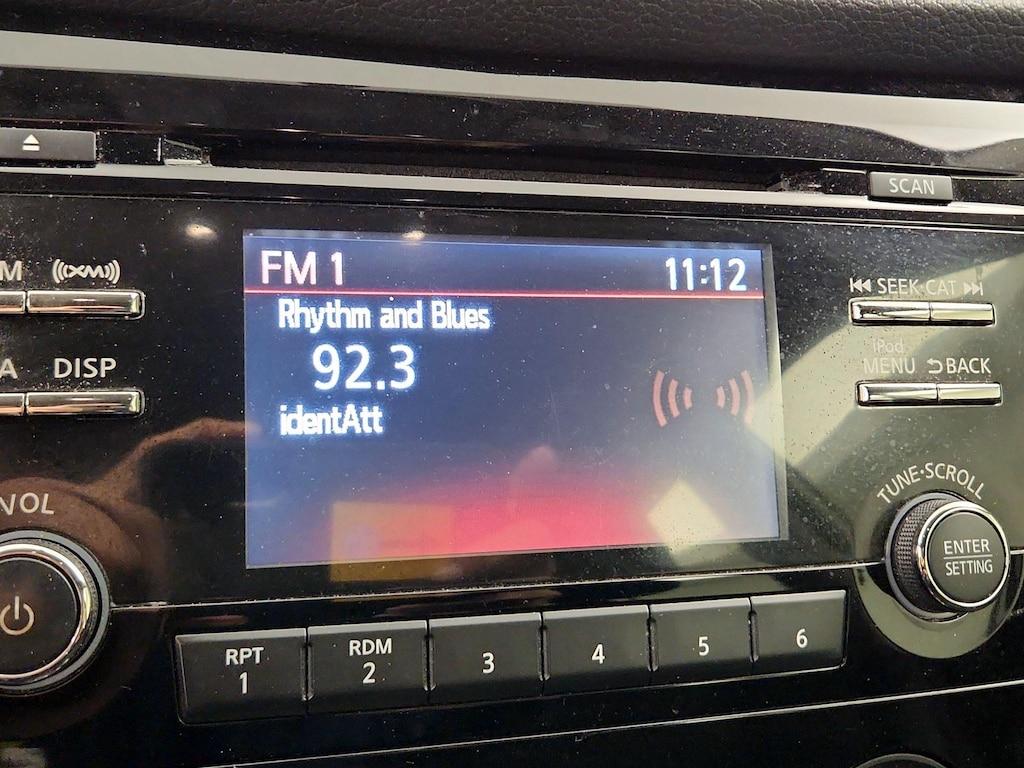 SCAN
M (((XM)))
FM 1 11:12
SEEK·CAT
Rhythm and Blues
92.3
identAtt
iPod
MENU BACK
A DISP
TUNE·SCROLL
VOL
ENTER
SETTING
RPT
1
RDM
2
3
4
5
6